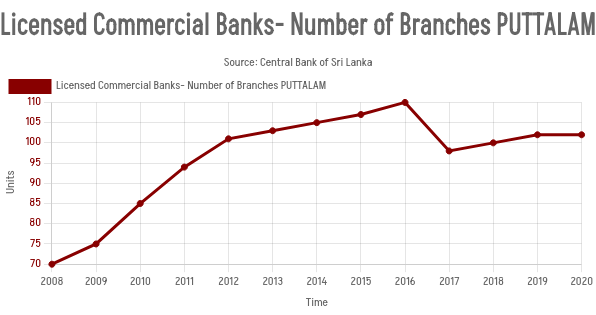 Licensed Commercial Banks- Number of Branches PUTTALAM
Source: Central Bank of Sri Lanka
Licensed Commercial Banks- Number of Branches PUTTALAM
110
105
100
95
90
85
80
75
70
Units
2008 2009 2010 2011 2012 2013 2014 2015 2016 2017 2018 2019 2020
Time